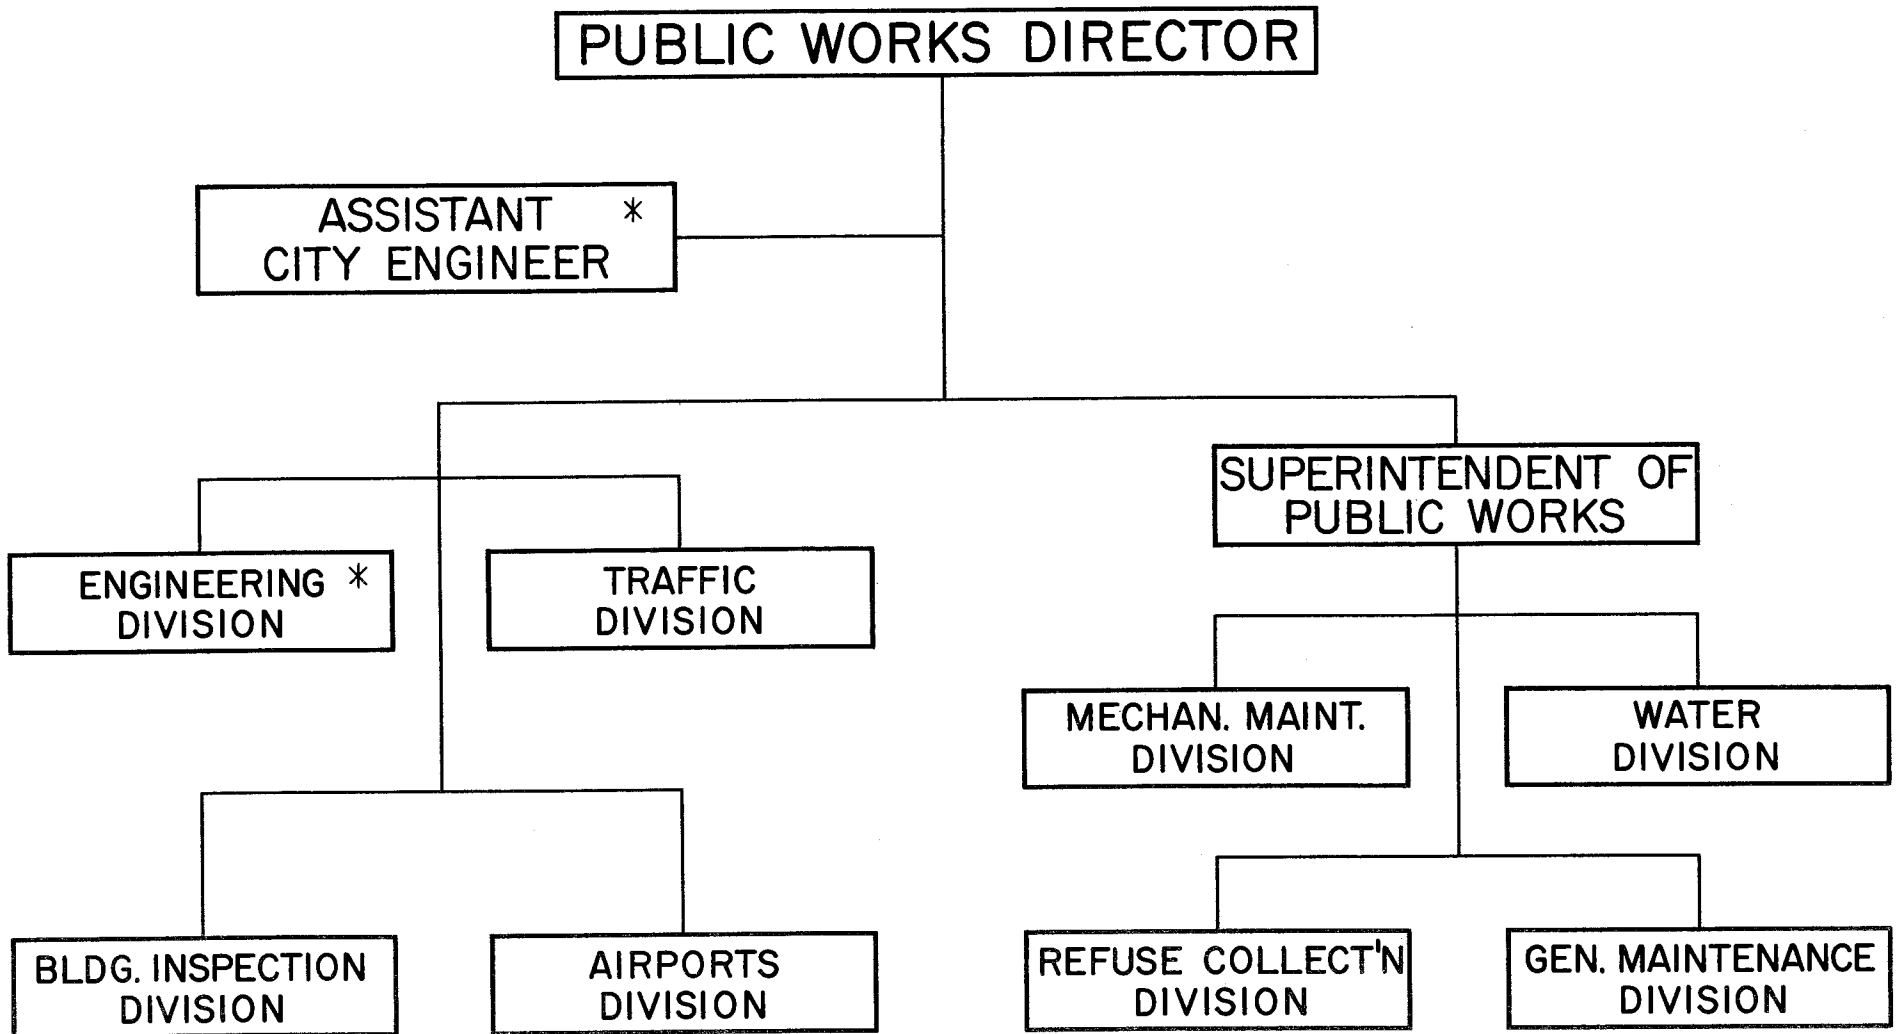 PUBLIC WORKS DIRECTOR
ASSISTANT *
CITY ENGINEER
SUPERINTENDENT OF
PUBLIC WORKS
ENGINEERING *
DIVISION
TRAFFIC
DIVISION
MECHAN. MAINT.
DIVISION
WATER
DIVISION
BLDG. INSPECTION
DIVISION
AIRPORTS
DIVISION
REFUSE COLLECT'N
DIVISION
GEN. MAINTENANCE
DIVISION